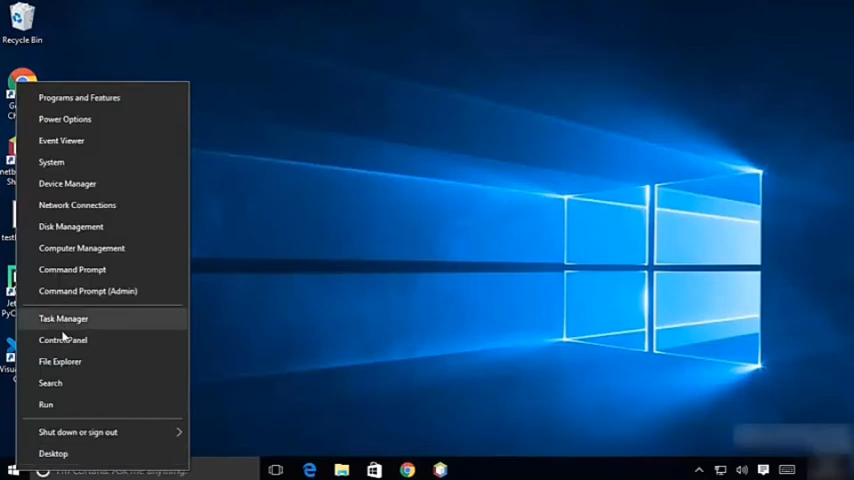 Recycle Bin
Programs and Features
Power Options
Event Viewer
System
Device Manager
Network Connections
Disk Management
Computer Management
Command Prompt
Command Prompt (Admin)
Task Manager
Control Panel
File Explorer
Search
Run
Shut down or sign out
Desktop